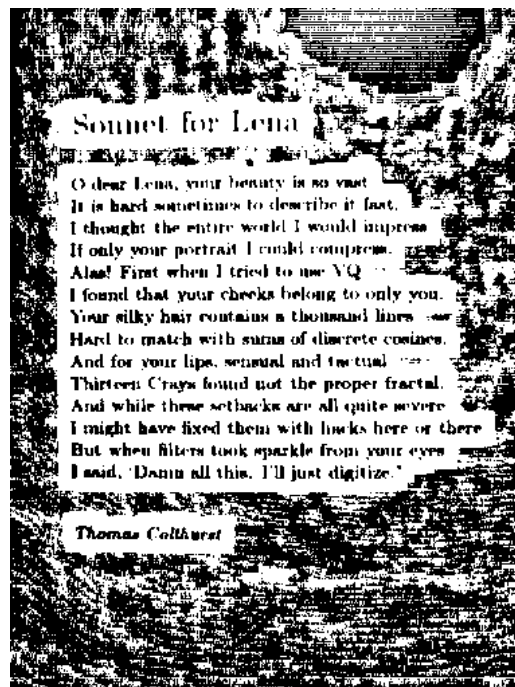 Sonnet for Lena
O dear Lena, your beauty is so vast
It is hard sometimes to describe it fast.
I thought the entire world I would impress
If only your portrait I could compress.
Alas! First when I tried to use VQ
I found that your cheeks belong to only you.
Your silky hair contains a thousand lines
Hard to match with sums of discrete cosines.
And for your lips, sensual and tactual
Thirteen Crays found not the proper fractal.
And while these setbacks are all quite severe
I might have fixed them with hacks here or there
But when filters took sparkle from your eyes
I said, 'Damn all this. I'll just digitize.'
Thomas Colthurst